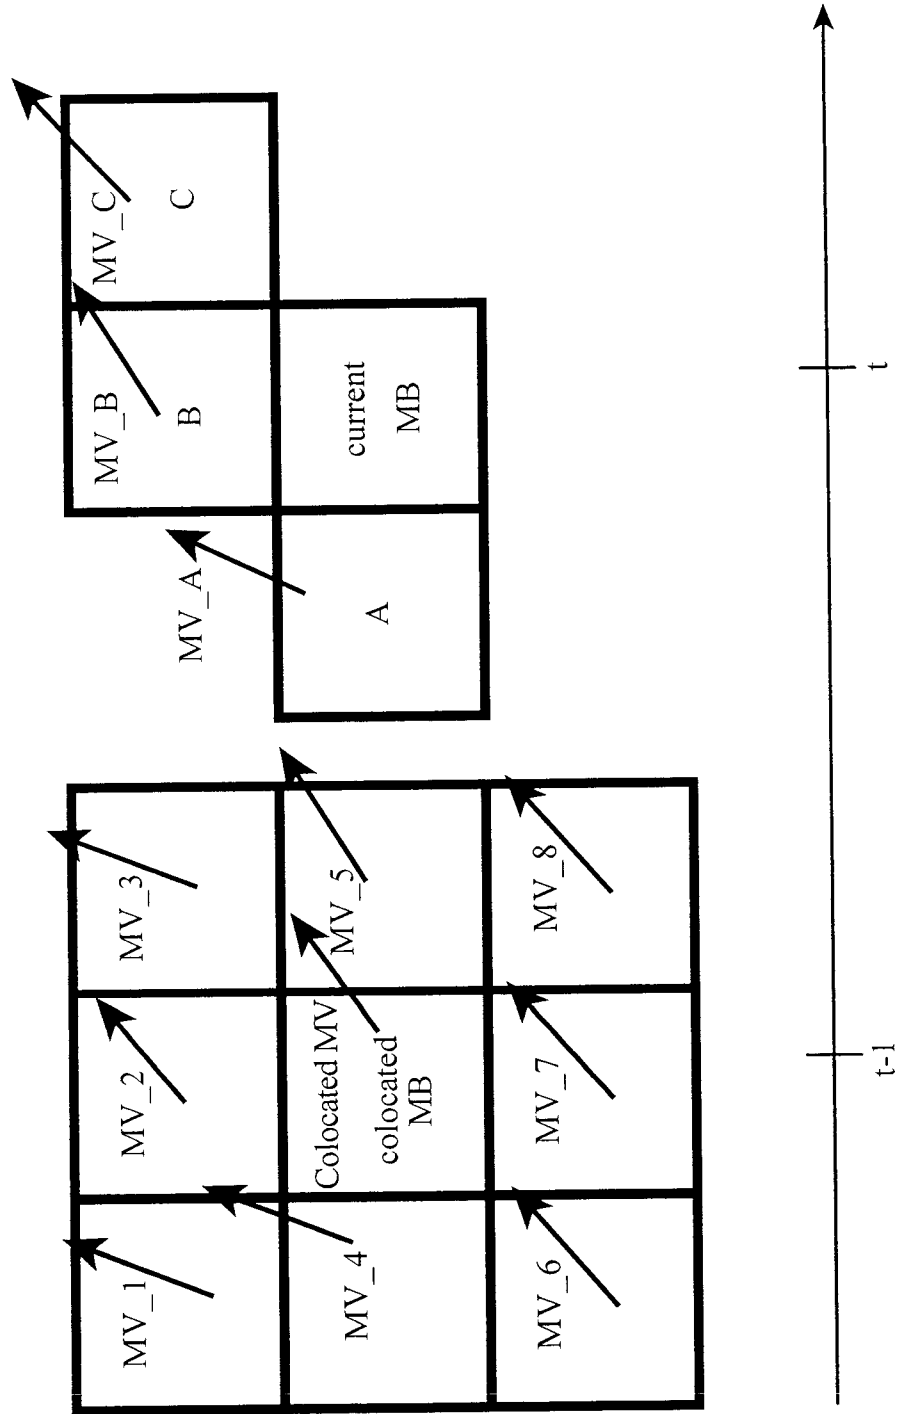 MV_1
MV_2
MV_3
MV_4
Colocated MV
colocated
MB
MV_5
MV_6
MV_7
MV_8
MV_A
A
MV_B
B
MV_C
C
current
MB
t-1
t